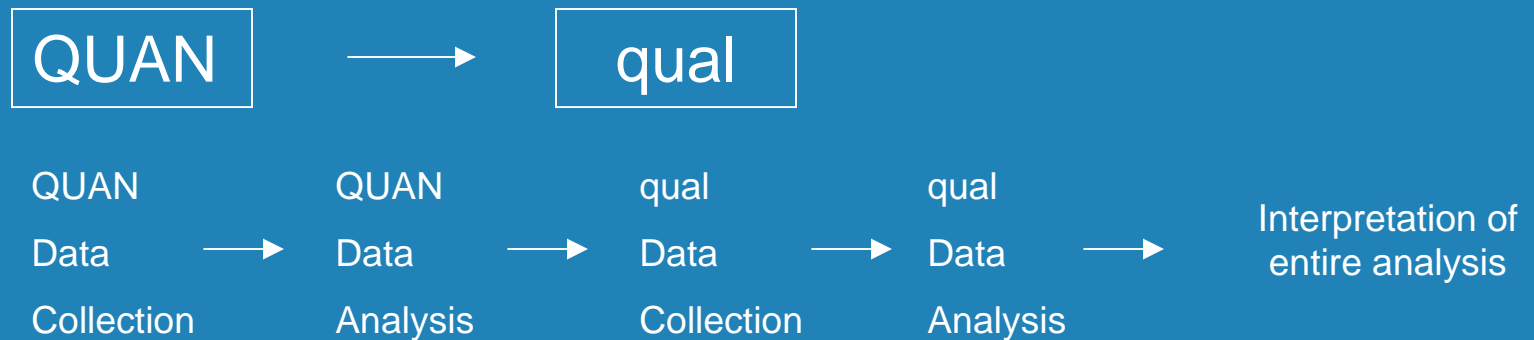 QUAN
qual
QUAN
Data
Collection
QUAN
Data
Analysis
qual
Data
Collection
qual
Data
Analysis
Interpretation of
entire analysis